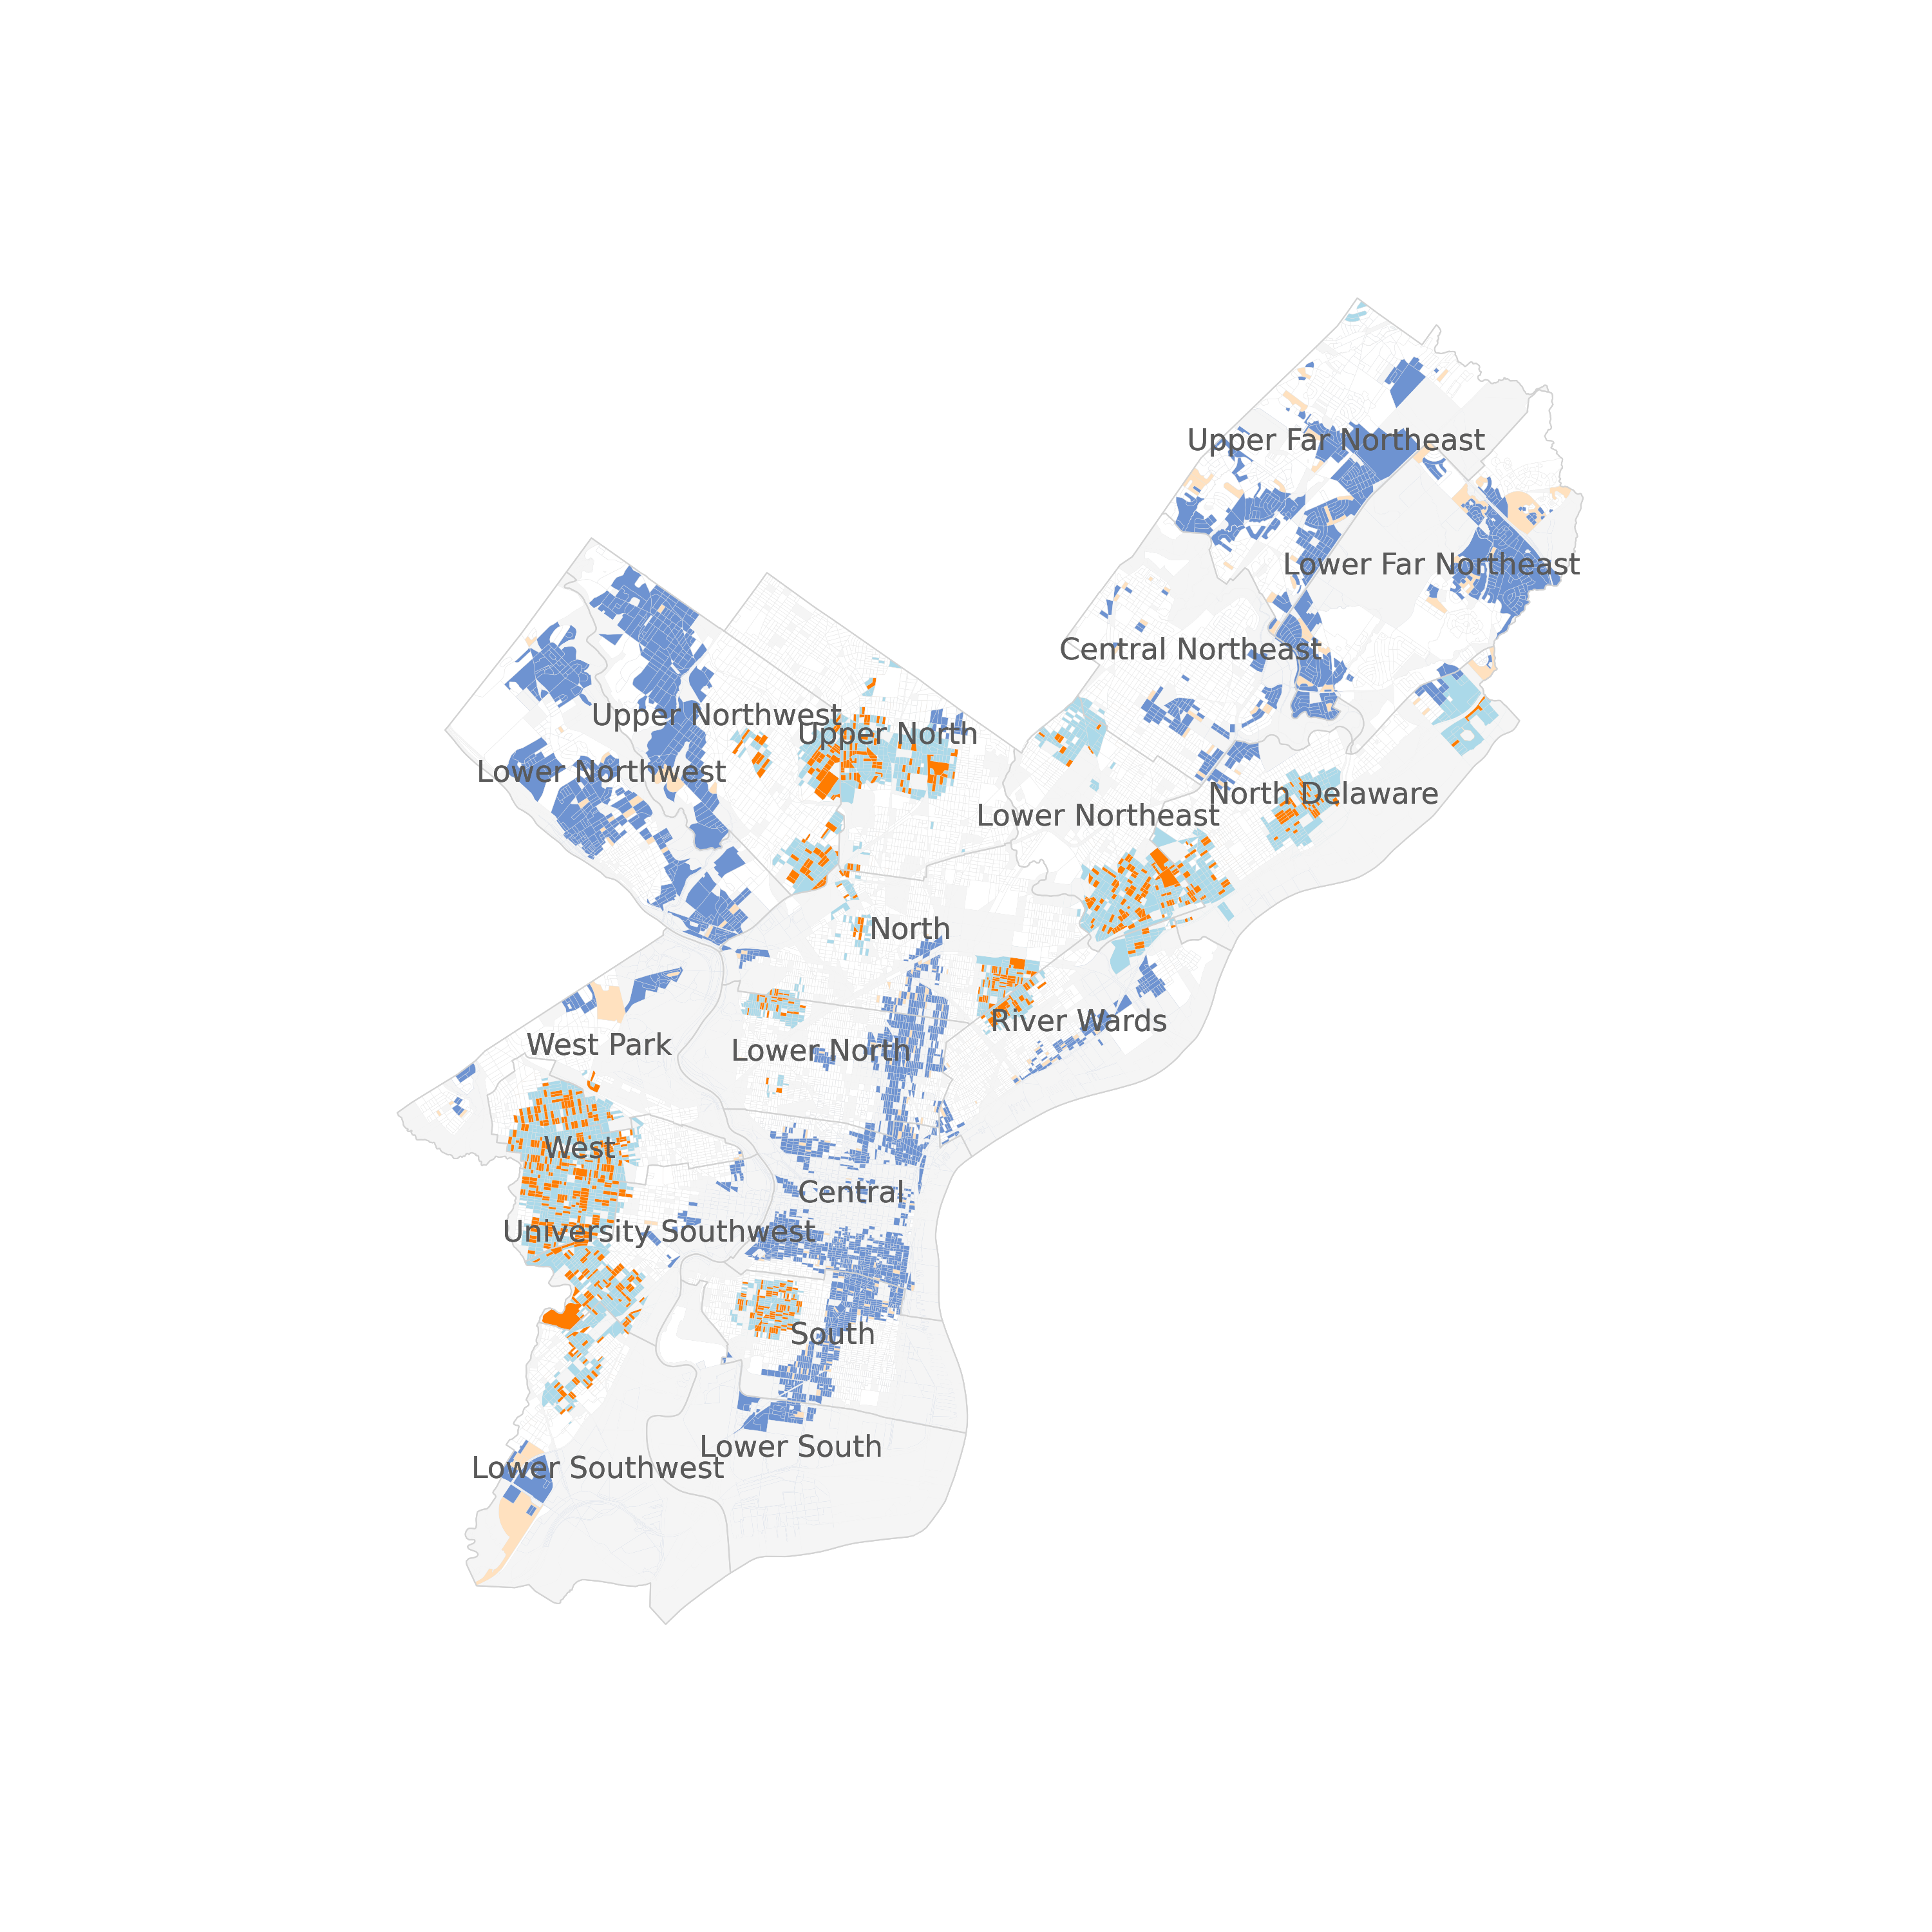 Upper Far Northeast
Lower Far Northeast
Central Northeast
Upper Northwest
Upper North
Lower Northwest
North Delaware
Lower Northeast
North
River Wards
West Park
Lower North
West
Central
University Southwest
South
Lower South
Lower Southwest